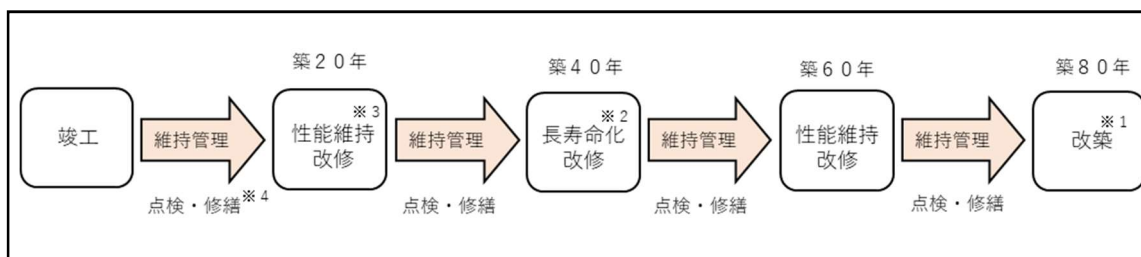 築２０年
築４０年
築６０年
築８０年
竣工
維持管理
※３
性能維持
改修
維持管理
※２
長寿命化
改修
維持管理
性能維持
改修
維持管理
※１
改築
点検・修繕※４
点検・修繕
点検・修繕
点検・修繕